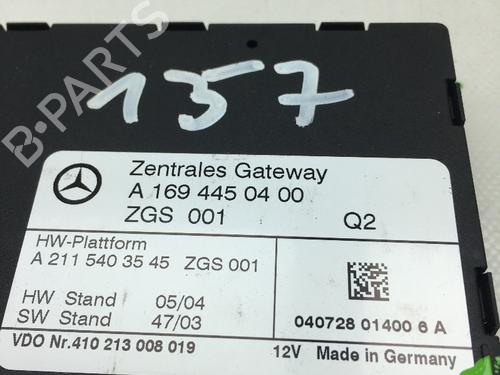 157
Zentrales Gateway
A 169 445 04 00
ZGS 001 Q2
HW-Plattform
A 211 540 35 45 ZGS 001
HW Stand 05/04
SW Stand 47/03
040728 01400 6 A
VDO Nr.410 213 008 019 12V Made in Germany
B-PARTS